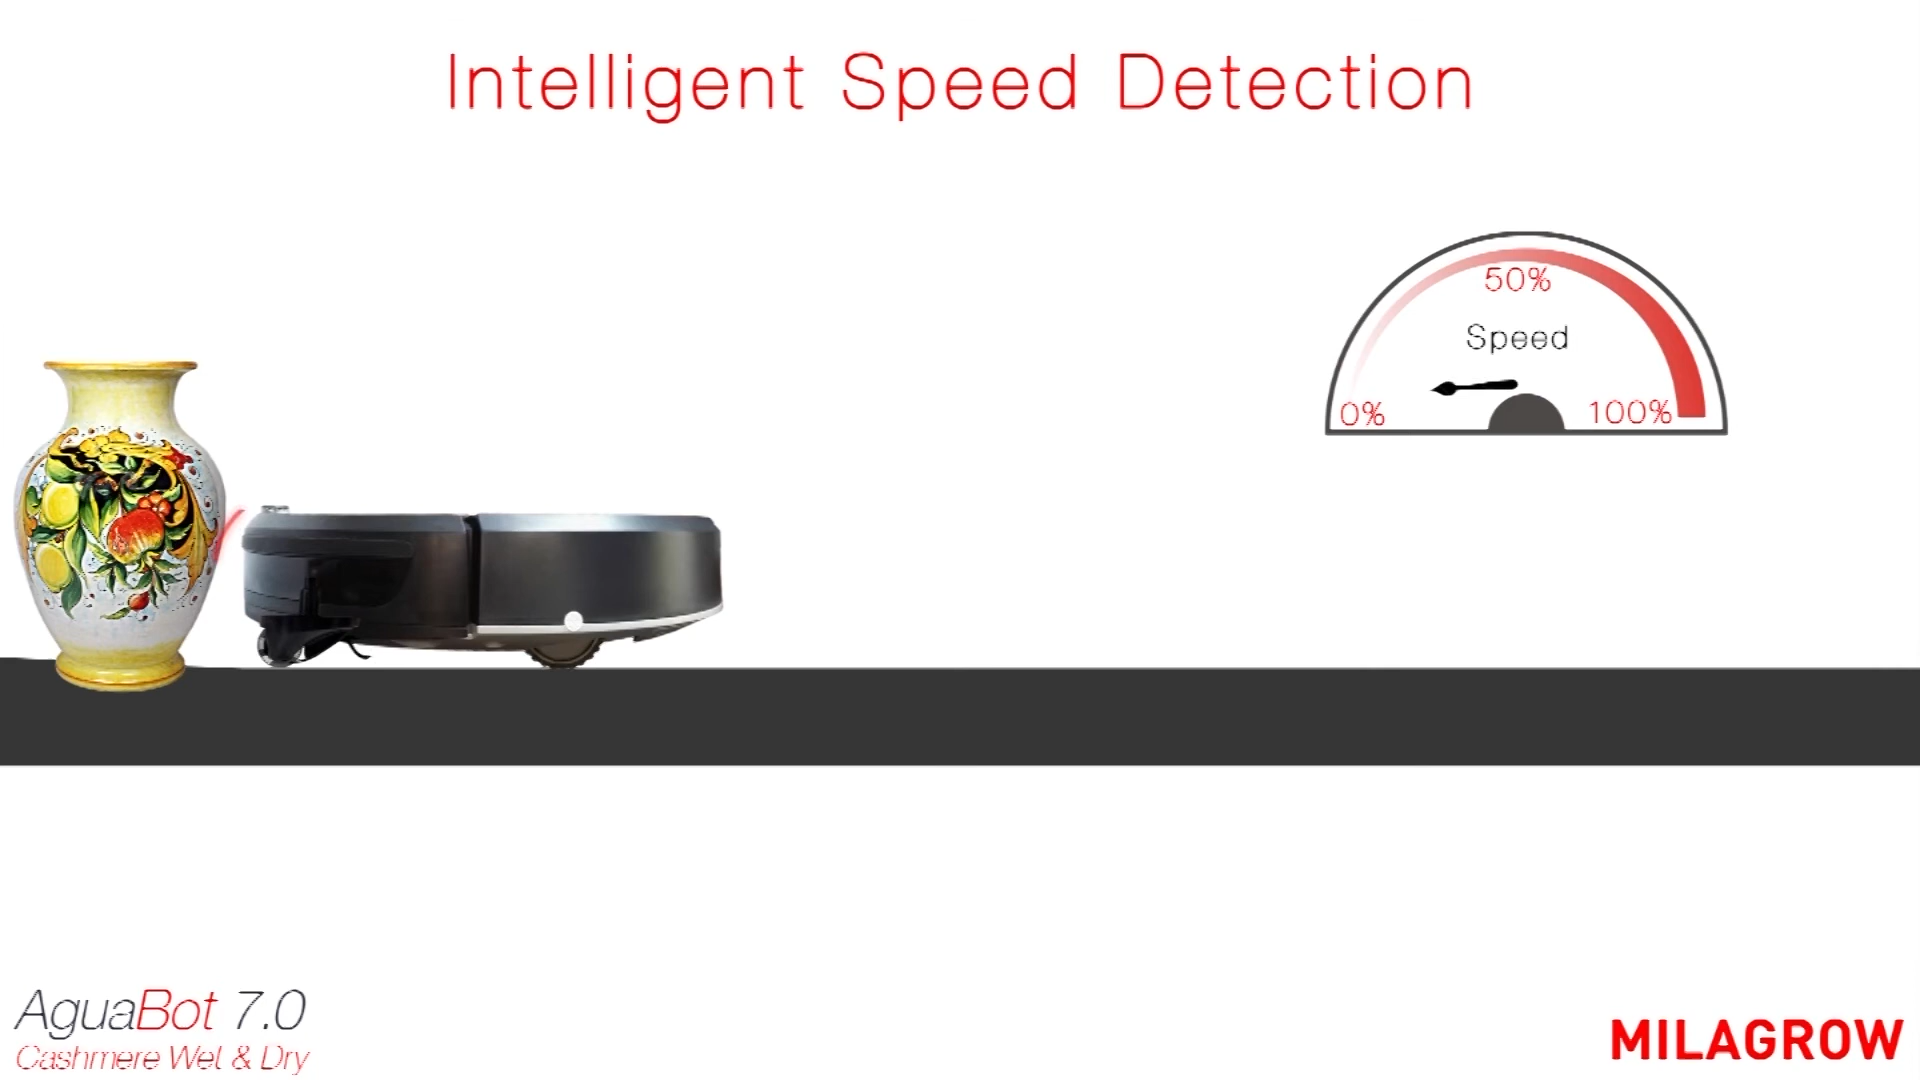 Intelligent Speed Detection
50%
Speed
0%
100%
AguaBot 7.0
Cashmere Wet & Dry
MILAGROW